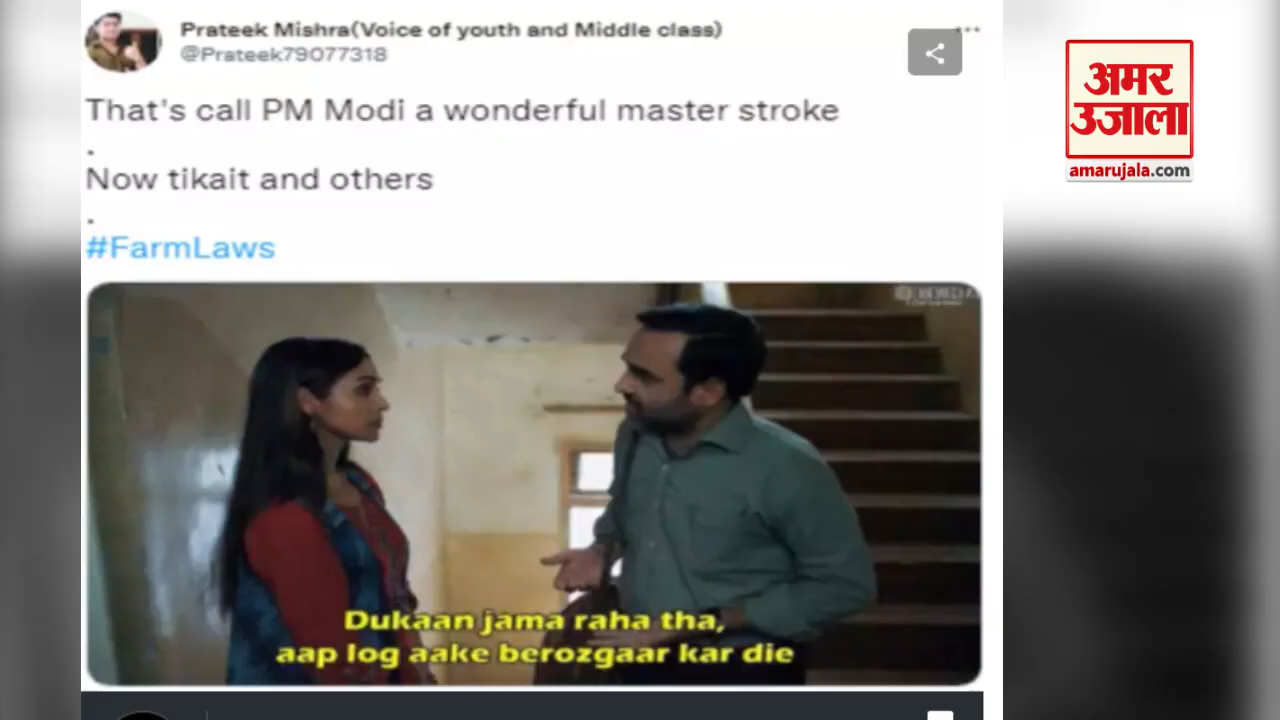 Prateek Mishra(Voice of youth and Middle class)
@Prateek79077318
That's call PM Modi a wonderful master stroke
.
Now tikait and others
.
#FarmLaws
Dukaan jama raha tha,
aap log aake berozgaar kar die
अमर
उजाला
amarujala.com